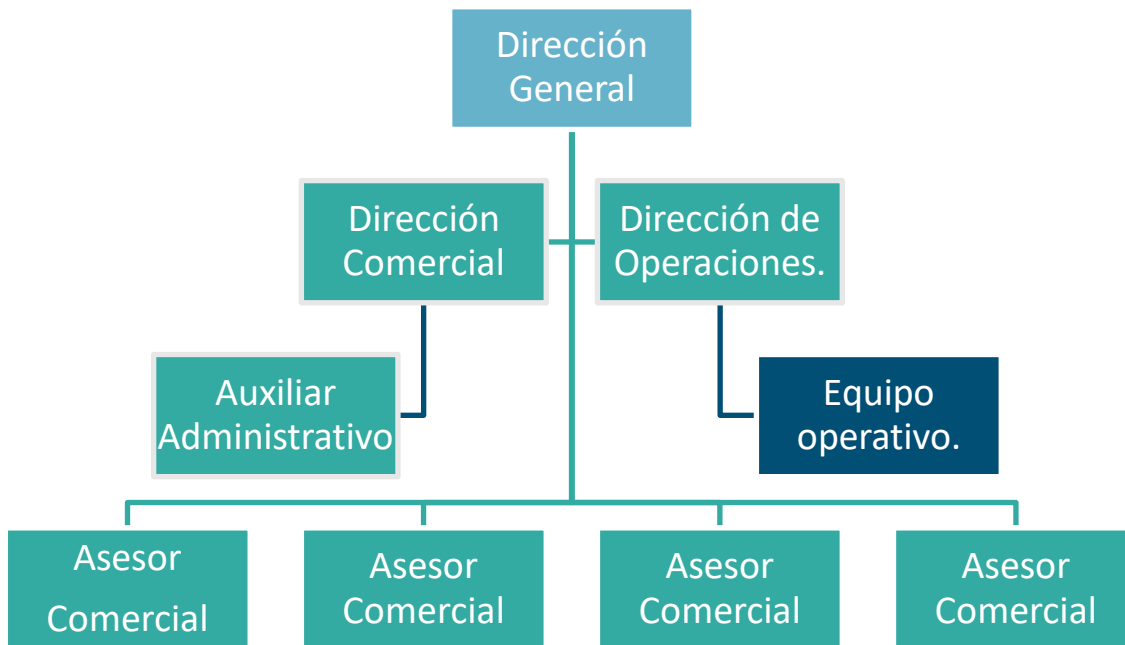 Dirección
General
Dirección
Comercial
Dirección de
Operaciones.
Auxiliar
Administrativo
Equipo
operativo.
Asesor
Comercial
Asesor
Comercial
Asesor
Comercial
Asesor
Comercial